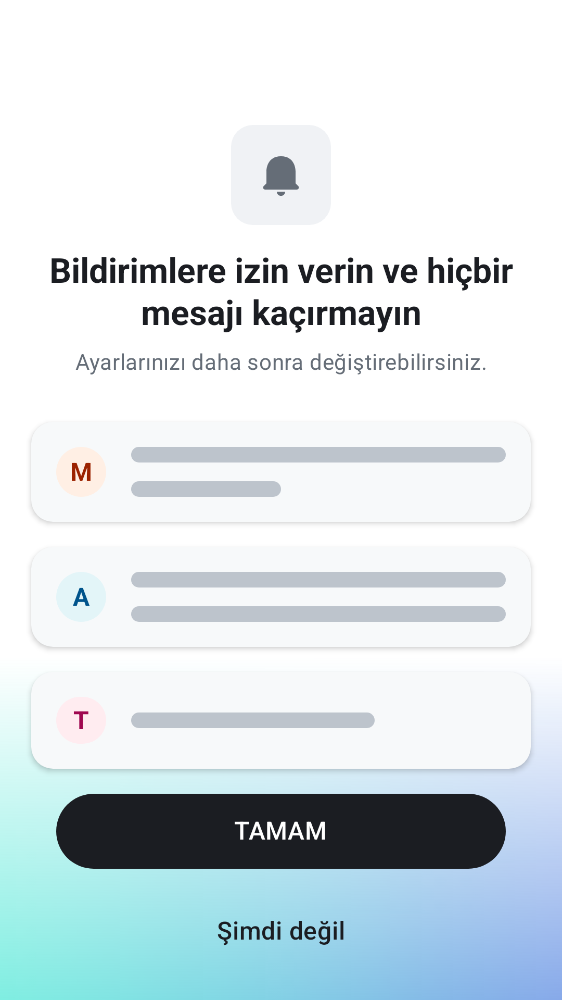 Bildirimlere izin verin ve hiçbir
mesajı kaçırmayın
Ayarlarınızı daha sonra değiştirebilirsiniz.
M
A
T
TAMAM
Şimdi değil